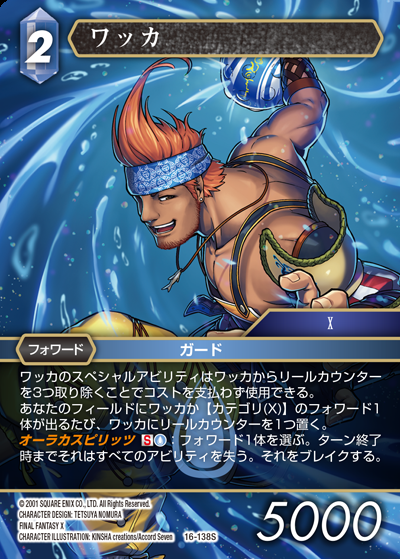 2
ワッカ
X
フォワード
ガード
ワッカのスペシャルアビリティはワッカからリールカウンター
を3つ取り除くことでコストを支払わず使用できる。
あなたのフィールドにワッカか【カテゴリ(X)】のフォワード1
体が出るたび、ワッカにリールカウンターを1つ置く。
オーラカスピリッツ S：フォワード1体を選ぶ。ターン終了
時までそれはすべてのアビリティを失う。それをブレイクする。
© 2001 SQUARE ENIX CO., LTD. All Rights Reserved.
CHARACTER DESIGN: TETSUYA NOMURA
FINAL FANTASY X
CHARACTER ILLUSTRATION: KINSHA creations/Accord Seven
16-138S
5000